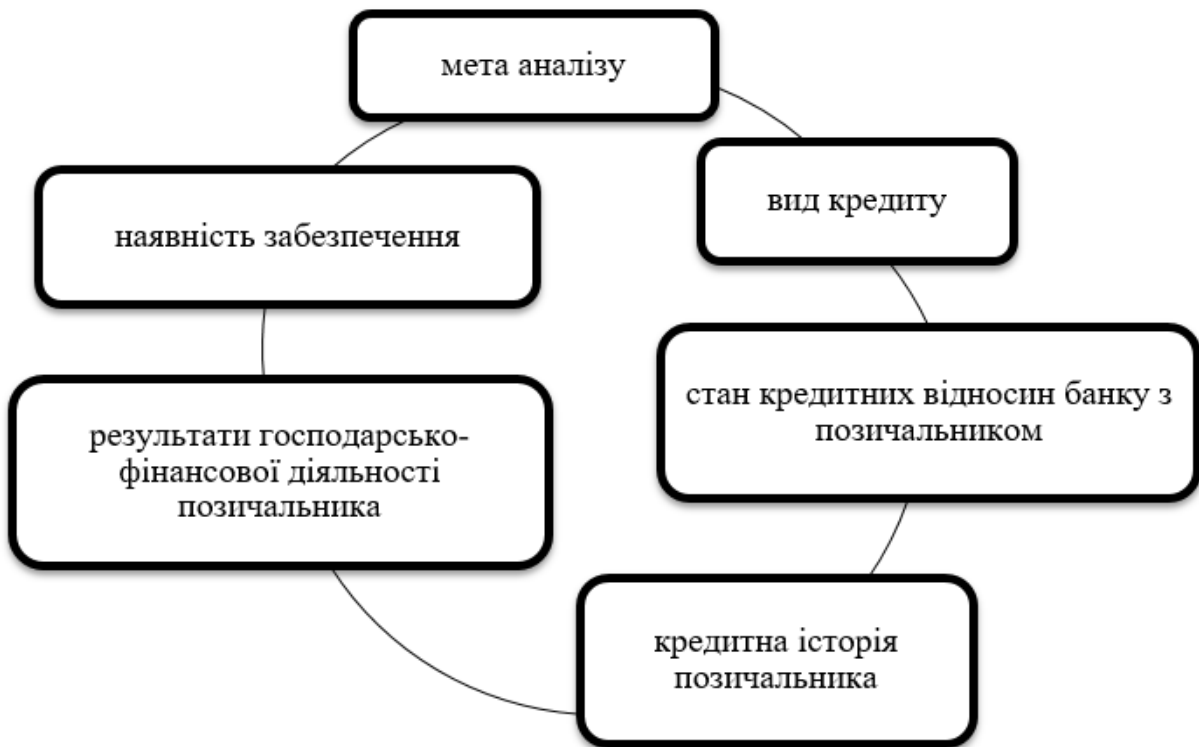 мета аналізу
вид кредиту
стан кредитних відносин банку з
позичальником
кредитна історія
позичальника
результати господарсько-
фінансової діяльності
позичальника
наявність забезпечення